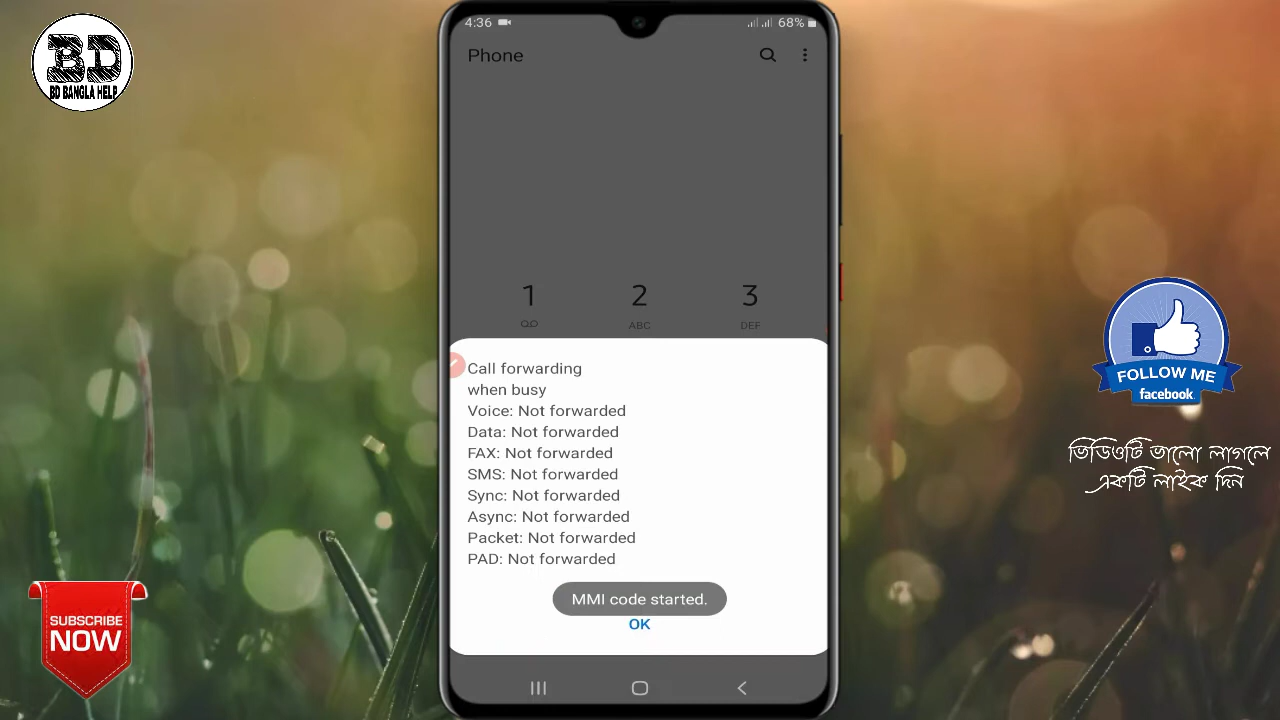 BD
BD BANGLA HELP
4:36
68%
Phone
1
2
ABC
3
DEF
Call forwarding
when busy
Voice: Not forwarded
Data: Not forwarded
FAX: Not forwarded
SMS: Not forwarded
Sync: Not forwarded
Async: Not forwarded
Packet: Not forwarded
PAD: Not forwarded
MMI code started.
OK
FOLLOW ME
facebook
ভিডিওটি ভালো লাগলে
একটি লাইক দিন
SUBSCRIBE
NOW